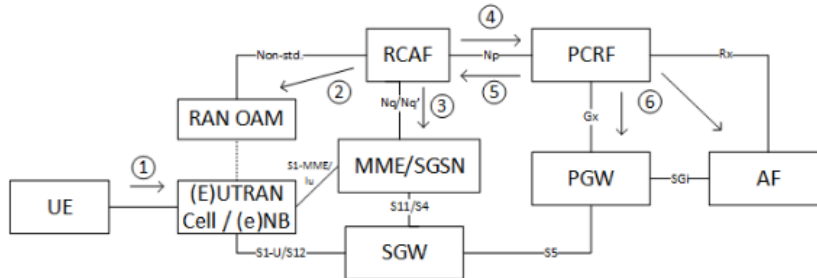 ④
Non-std.
RCAF
Np
PCRF
Rx
②
⑤
Nq/Nq'
③
⑥
RAN OAM
Gx
①
S1-MME/
Iu
MME/SGSN
UE
(E)UTRAN
Cell / (e)NB
PGW
SGi
AF
S11/S4
S1-U/S12
SGW
S5